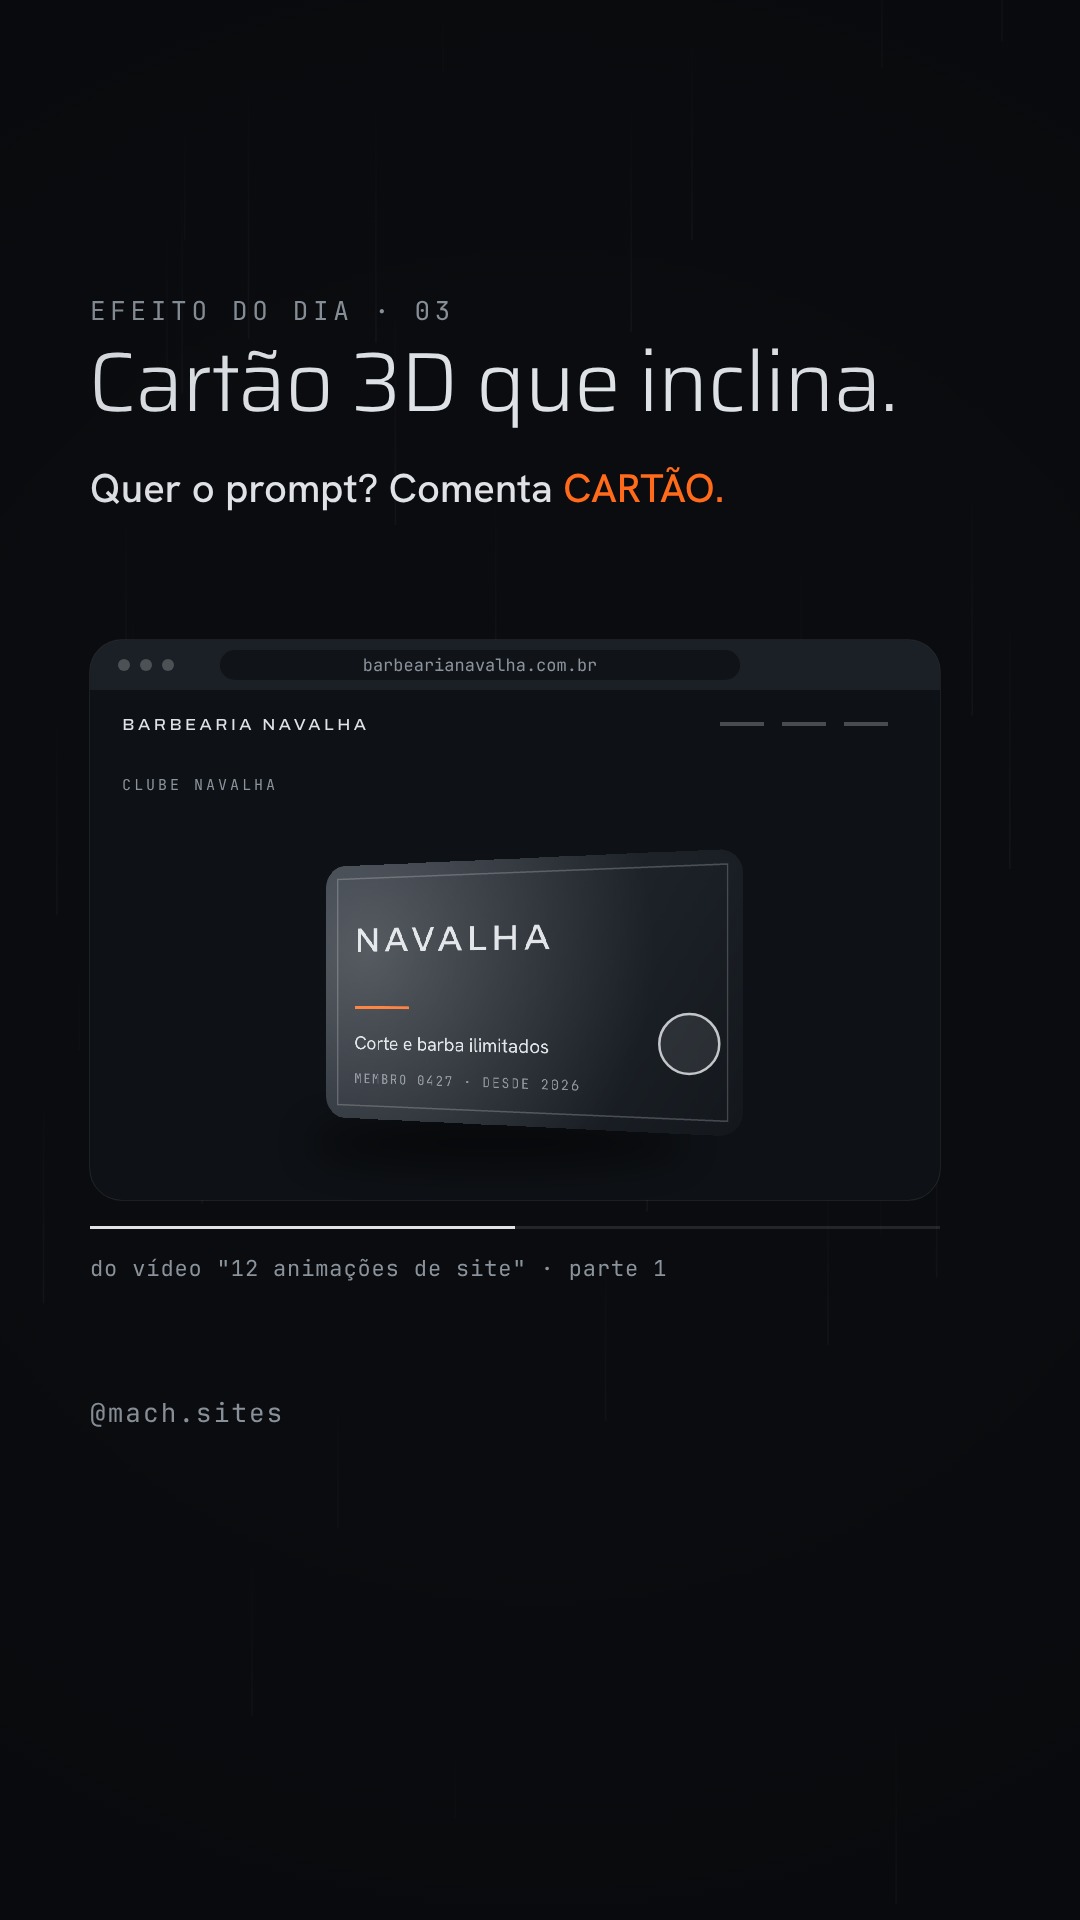 EFEITO DO DIA · 03
Cartão 3D que inclina.
Quer o prompt? Comenta CARTÃO.
barbearianavalha.com.br
BARBEARIA NAVALHA
CLUBE NAVALHA
NAVALHA
Corte e barba ilimitados
MEMBRO 0427 · DESDE 2026
do vídeo "12 animações de site" · parte 1
@mach.sites